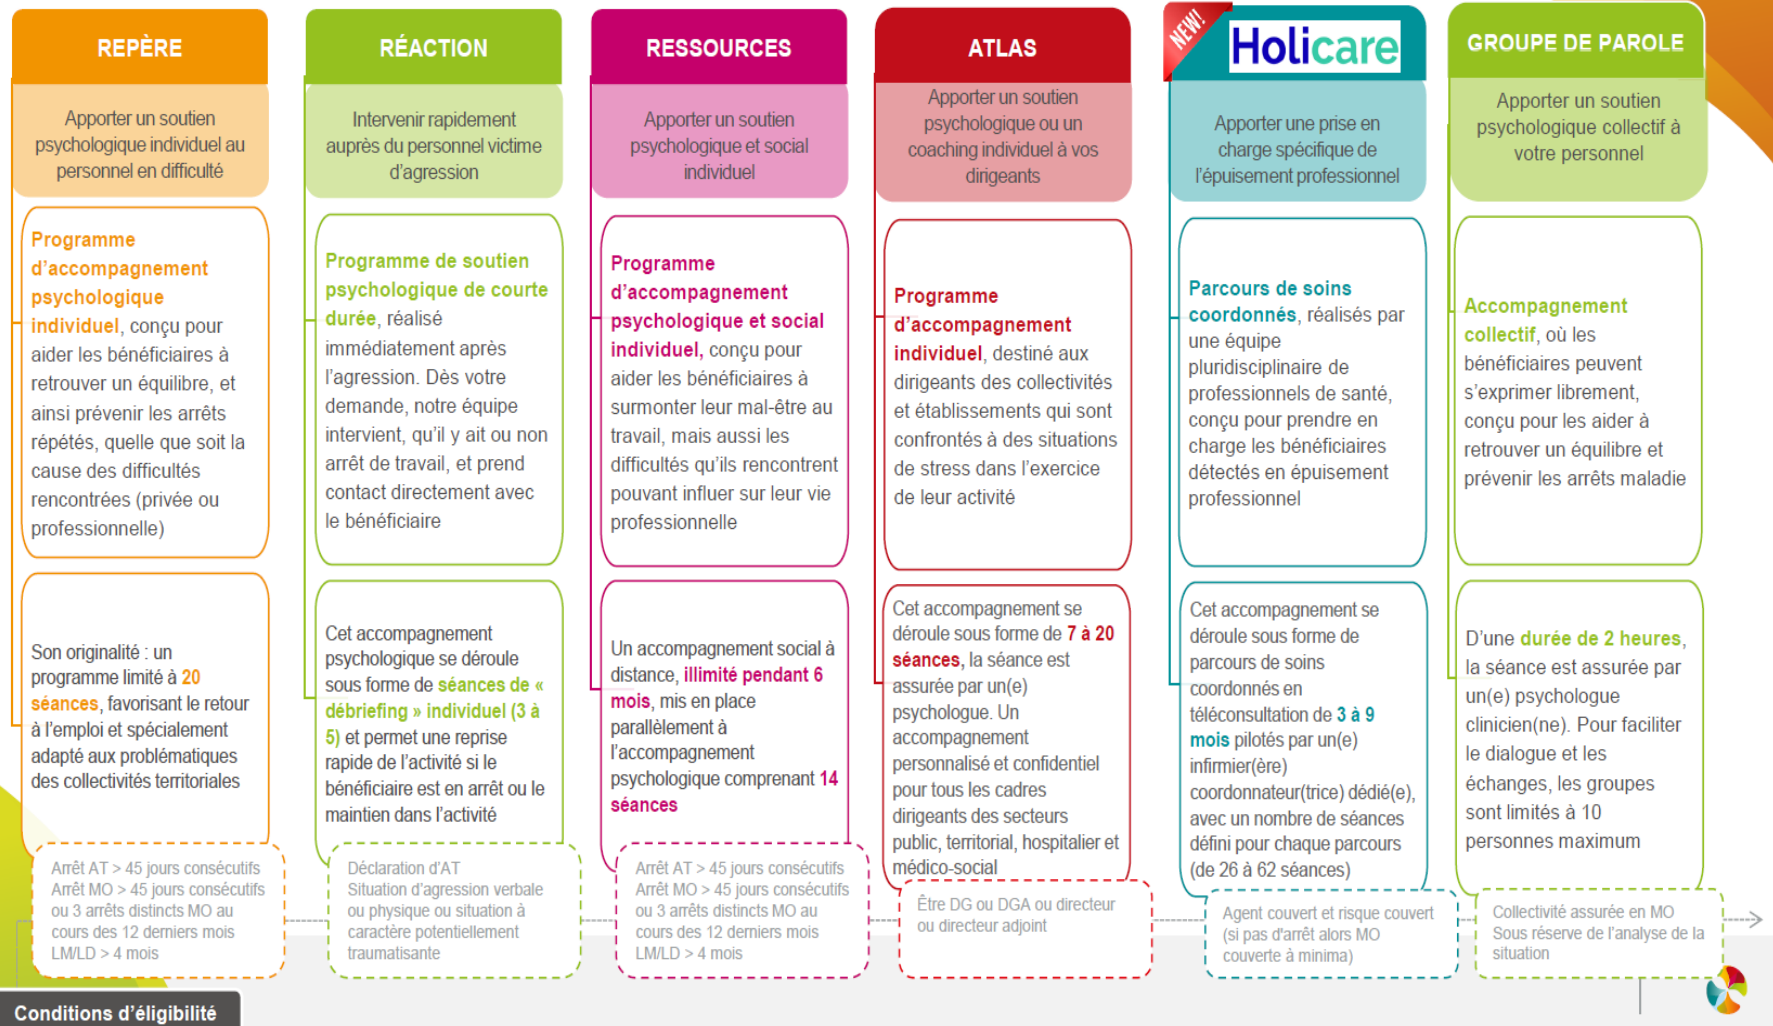 REPÈRE
Apporter un soutien
psychologique individuel au
personnel en difficulté
Programme
d'accompagnement
psychologique
individuel, conçu pour
aider les bénéficiaires à
retrouver un équilibre, et
ainsi prévenir les arrêts
répétés, quelle que soit la
cause des difficultés
rencontrées (privée ou
professionnelle)
Son originalité : un
programme limité à 20
séances, favorisant le retour
à l'emploi et spécialement
adapté aux problématiques
des collectivités territoriales
Arrêt AT > 45 jours consécutifs
Arrêt MO > 45 jours consécutifs
ou 3 arrêts distincts MO au
cours des 12 derniers mois
LM/LD > 4 mois
RÉACTION
Intervenir rapidement
auprès du personnel victime
d'agression
Programme de soutien
psychologique de courte
durée, réalisé
immédiatement après
l'agression. Dès votre
demande, notre équipe
intervient, qu'il y ait ou non
arrêt de travail, et prend
contact directement avec
le bénéficiaire
Cet accompagnement
psychologique se déroule
sous forme de séances de «
débriefing » individuel (3 à
5) et permet une reprise
rapide de l'activité si le
bénéficiaire est en arrêt ou le
maintien dans l'activité
Déclaration d'AT
Situation d'agression verbale
ou physique ou situation à
caractère potentiellement
traumatisante
RESSOURCES
Apporter un soutien
psychologique et social
individuel
Programme
d'accompagnement
psychologique et social
individuel, conçu pour
aider les bénéficiaires à
surmonter leur mal-être au
travail, mais aussi les
difficultés qu'ils rencontrent
pouvant influer sur leur vie
professionnelle
Un accompagnement social à
distance, illimité pendant 6
mois, mis en place
parallèlement à
l'accompagnement
psychologique comprenant 14
séances
Arrêt AT > 45 jours consécutifs
Arrêt MO > 45 jours consécutifs
ou 3 arrêts distincts MO au
cours des 12 derniers mois
LM/LD > 4 mois
ATLAS
Apporter un soutien
psychologique ou un
coaching individuel à vos
dirigeants
Programme
d'accompagnement
individuel, destiné aux
dirigeants des collectivités
et établissements qui sont
confrontés à des situations
de stress dans l'exercice
de leur activité
Cet accompagnement se
déroule sous forme de 7 à 20
séances, la séance est
assurée par un(e)
psychologue. Un
accompagnement
personnalisé et confidentiel
pour tous les cadres
dirigeants des secteurs
public, territorial, hospitalier et
médico-social
Être DG ou DGA ou directeur
ou directeur adjoint
NEW!
Holicare
Apporter une prise en
charge spécifique de
l'épuisement professionnel
Parcours de soins
coordonnés, réalisés par
une équipe
pluridisciplinaire de
professionnels de santé,
conçu pour prendre en
charge les bénéficiaires
détectés en épuisement
professionnel
Cet accompagnement se
déroule sous forme de
parcours de soins
coordonnés en
téléconsultation de 3 à 9
mois pilotés par un(e)
infirmier(ère)
coordonnateur(trice) dédié(e),
avec un nombre de séances
défini pour chaque parcours
(de 26 à 62 séances)
Agent couvert et risque couvert
(si pas d'arrêt alors MO
couverte à minima)
GROUPE DE PAROLE
Apporter un soutien
psychologique collectif à
votre personnel
Accompagnement
collectif, où les
bénéficiaires peuvent
s'exprimer librement,
conçu pour les aider à
retrouver un équilibre et
prévenir les arrêts maladie
D'une durée de 2 heures,
la séance est assurée par
un(e) psychologue
clinicien(ne). Pour faciliter
le dialogue et les
échanges, les groupes
sont limités à 10
personnes maximum
Collectivité assurée en MO
Sous réserve de l'analyse de la
situation
Conditions d'éligibilité